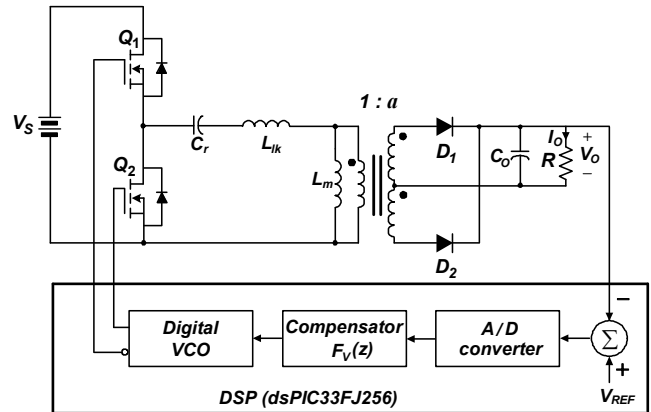 Q1
VS
Q2
Cr
Llk
Lm
1 : a
D1
D2
CO
IO
R
+
VO
−
−
Digital
VCO
Compensator
FV(z)
A/D
converter
Σ
+
VREF
DSP (dsPIC33FJ256)